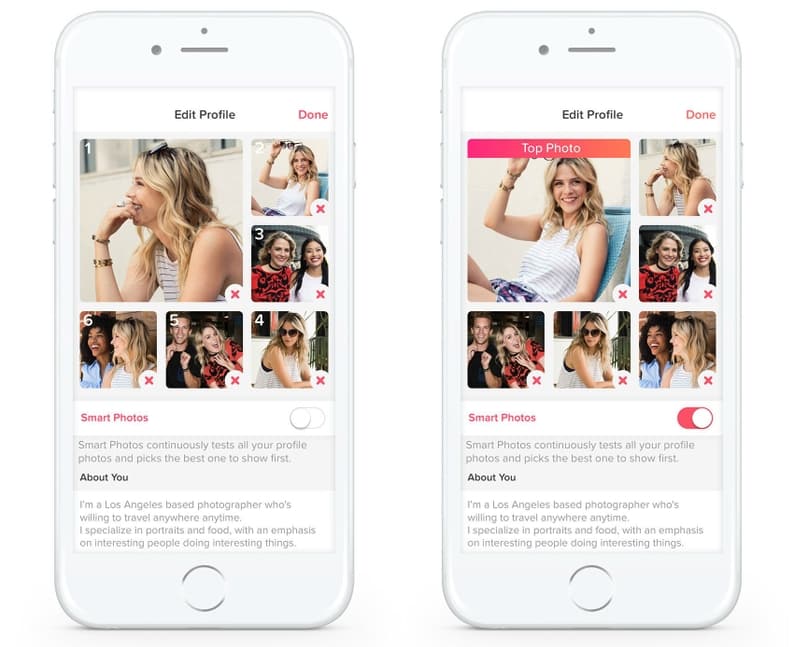 Edit Profile
Done
1
2
3
6
5
4
Smart Photos
Smart Photos continuously tests all your profile
photos and picks the best one to show first.
About You
I'm a Los Angeles based photographer who's
willing to travel anywhere anytime.
I specialize in portraits and food, with an emphasis
on interesting people doing interesting things.
Edit Profile
Done
Top Photo
Smart Photos
Smart Photos continuously tests all your profile
photos and picks the best one to show first.
About You
I'm a Los Angeles based photographer who's
willing to travel anywhere anytime.
I specialize in portraits and food, with an emphasis
on interesting people doing interesting things.